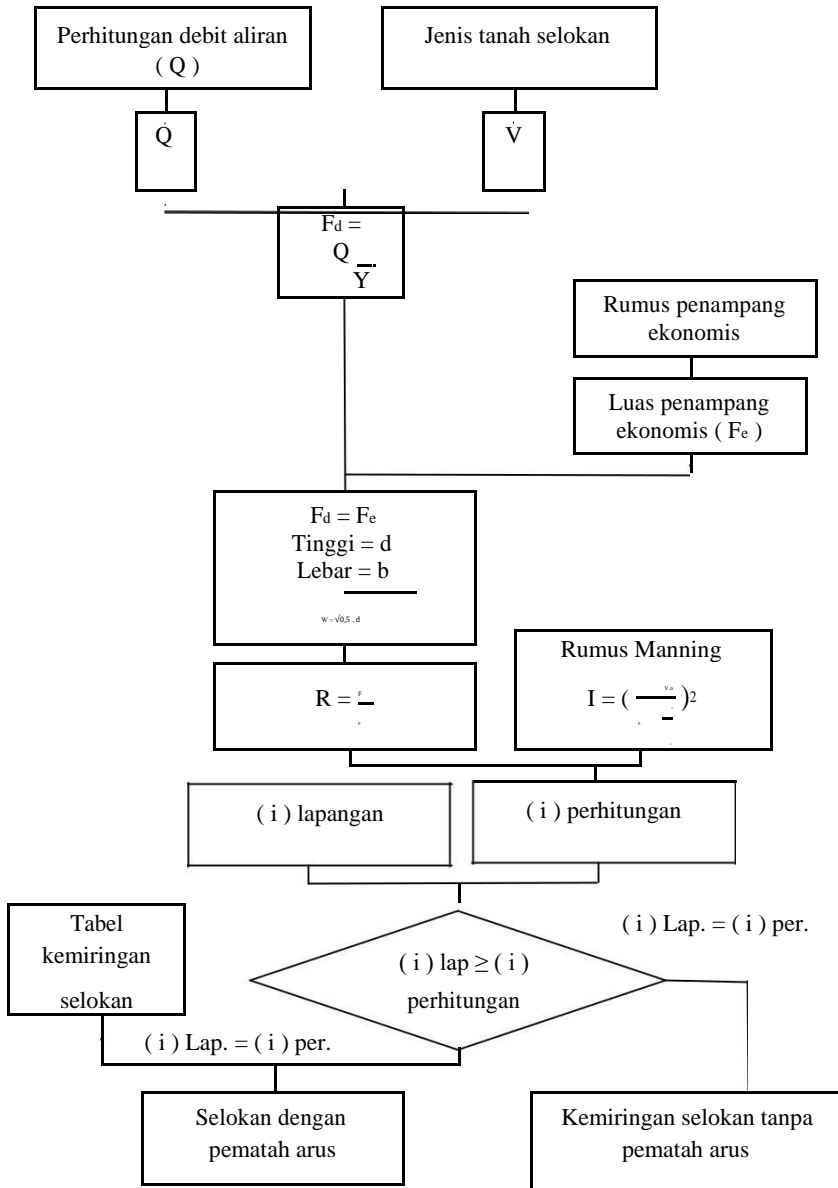 Perhitungan debit aliran
( Q )
Jenis tanah selokan
Q
V
Fd =
Q
Y
Rumus penampang
ekonomis
Luas penampang
ekonomis ( Fe )
Fd = Fe
Tinggi = d
Lebar = b
W = √0,5 . d
R = F
Rumus Manning
I = ( V.n )2
( i ) lapangan
( i ) perhitungan
Tabel
kemiringan
selokan
( i ) Lap. = ( i ) per.
( i ) lap ≥ ( i )
perhitungan
( i ) Lap. = ( i ) per.
Selokan dengan
pematah arus
Kemiringan selokan tanpa
pematah arus